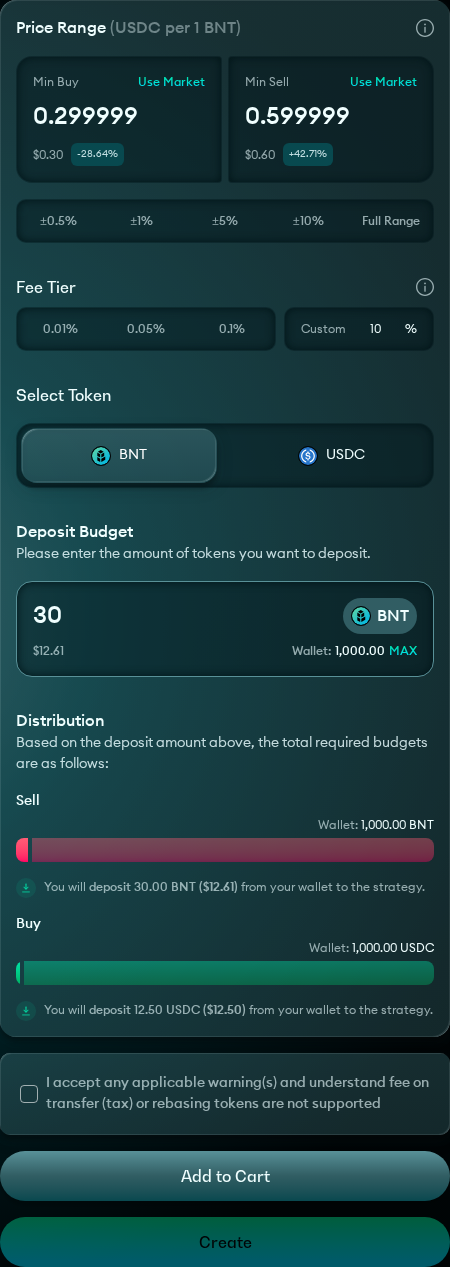 Price Range (USDC per 1 BNT)
Min Buy Use Market
0.299999
$0.30 -28.64%
Min Sell Use Market
0.599999
$0.60 +42.71%
±0.5% ±1% ±5% ±10% Full Range
Fee Tier
0.01% 0.05% 0.1% Custom 10 %
Select Token
BNT USDC
Deposit Budget
Please enter the amount of tokens you want to deposit.
30 BNT
$12.61 Wallet: 1,000.00 MAX
Distribution
Based on the deposit amount above, the total required budgets
are as follows:
Sell
Wallet: 1,000.00 BNT
You will deposit 30.00 BNT ($12.61) from your wallet to the strategy.
Buy
Wallet: 1,000.00 USDC
You will deposit 12.50 USDC ($12.50) from your wallet to the strategy.
I accept any applicable warning(s) and understand fee on
transfer (tax) or rebasing tokens are not supported
Add to Cart
Create